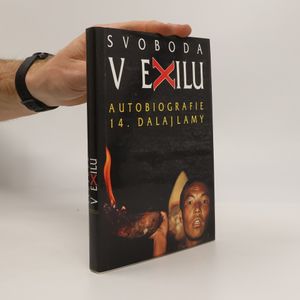 SVOBODA
V EXILU
AUTOBIOGRAFIE
14. DALAJLAMY
V EXILU